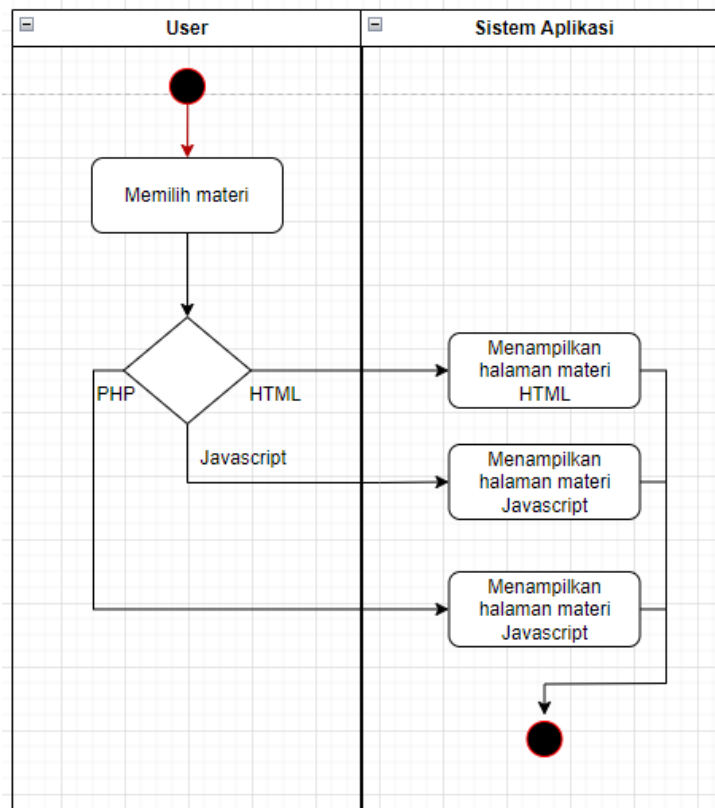 User
Sistem Aplikasi
Memilih materi
PHP
HTML
Javascript
Menampilkan
halaman materi
HTML
Menampilkan
halaman materi
Javascript
Menampilkan
halaman materi
Javascript